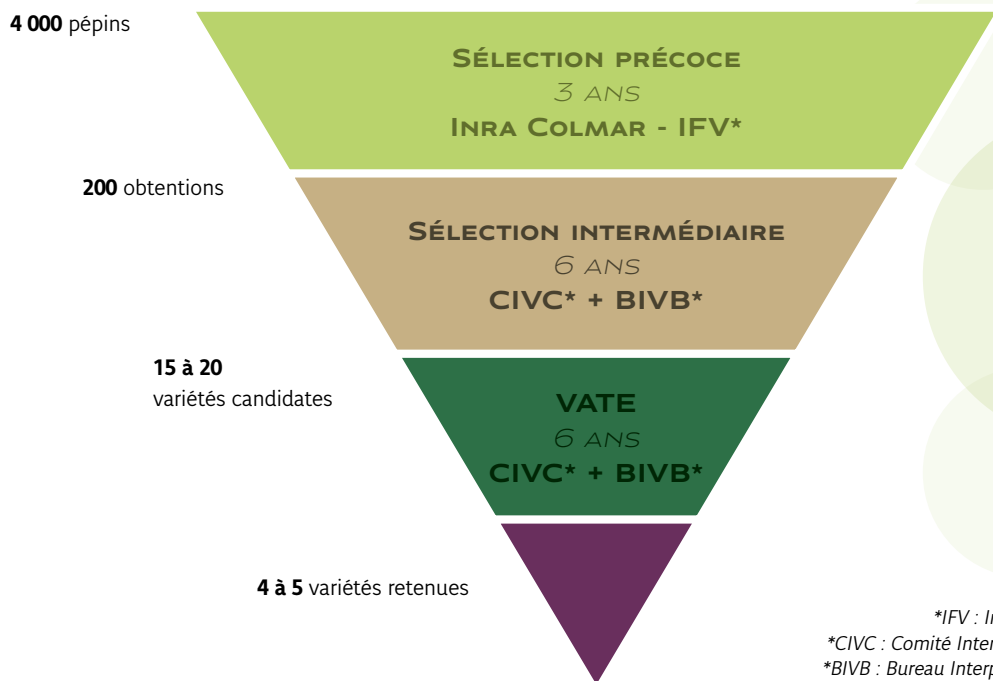 4 000 pépins
Sélection précoce
3 ans
Inra Colmar - IFV*
200 obtentions
Sélection intermédiaire
6 ans
CIVC* + BIVB*
15 à 20
variétés candidates
VATE
6 ans
CIVC* + BIVB*
4 à 5 variétés retenues
*IFV :
*CIVC : Comité
*BIVB : Bureau